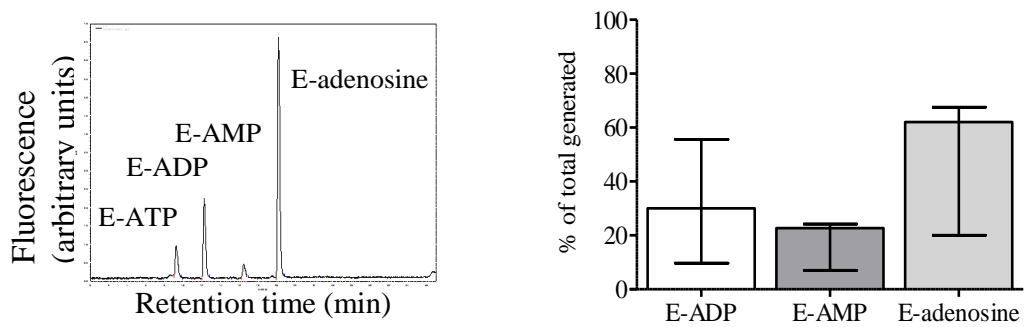 Fluorescence
(arbitrary units)
E-ATP
E-ADP
E-AMP
E-adenosine
Retention time (min)
% of total generated
100
80
60
40
20
0
E-ADP
E-AMP
E-adenosine